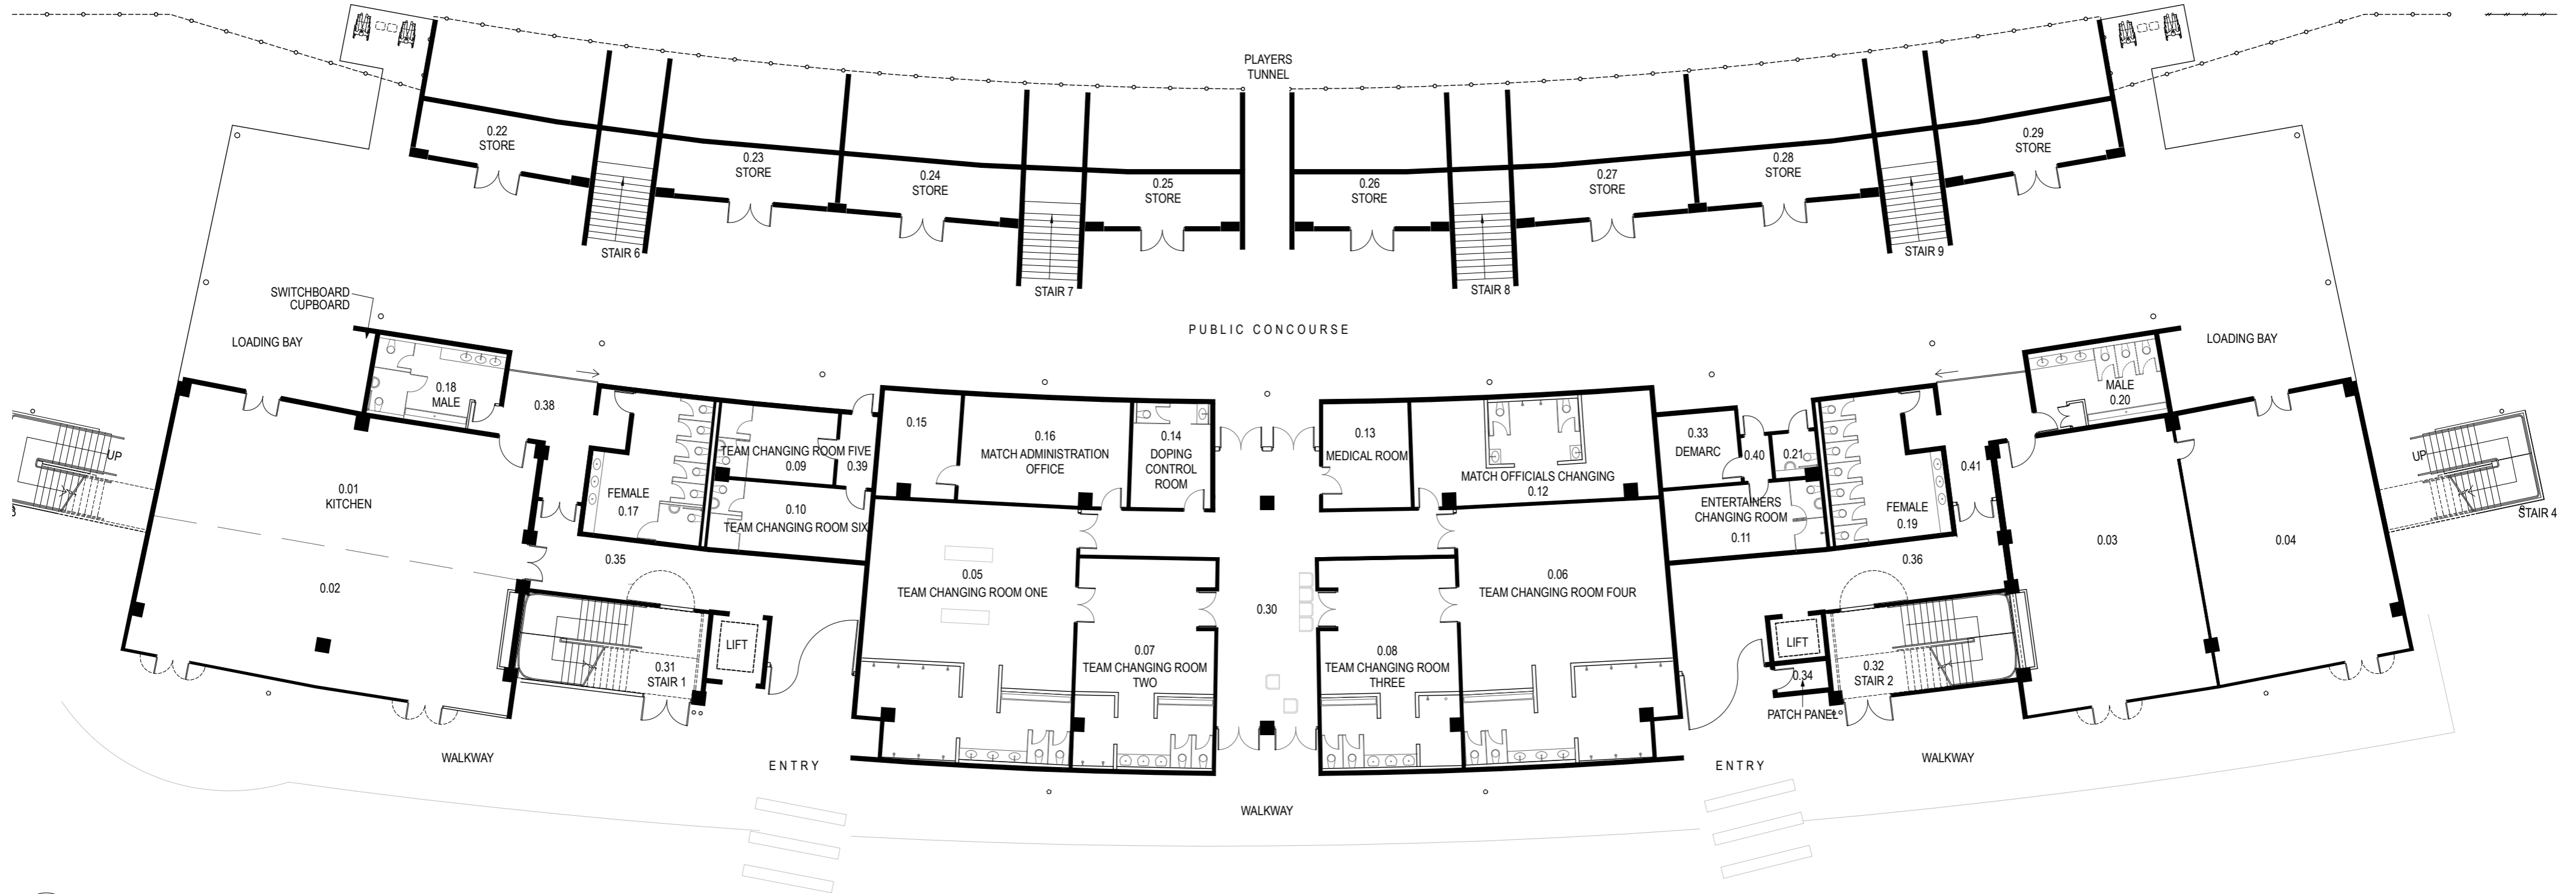 PLAYERS
TUNNEL
0.22
STORE
0.23
STORE
0.24
STORE
0.25
STORE
0.26
STORE
0.27
STORE
0.28
STORE
0.29
STORE
STAIR 6
STAIR 7
STAIR 8
STAIR 9
SWITCHBOARD
CUPBOARD
PUBLIC CONCOURSE
LOADING BAY
LOADING BAY
0.18
MALE
0.38
MALE
0.20
0.15
0.16
MATCH ADMINISTRATION
OFFICE
0.14
DOPING
CONTROL
ROOM
0.13
MEDICAL ROOM
MATCH OFFICIALS CHANGING
0.12
0.33
DEMARC
0.40
0.21
0.41
TEAM CHANGING ROOM FIVE
0.09
0.39
UP
UP
0.01
KITCHEN
FEMALE
0.17
0.10
TEAM CHANGING ROOM SIX
ENTERTAINERS
CHANGING ROOM
0.11
FEMALE
0.19
STAIR 4
0.03
0.04
0.02
0.35
0.36
0.05
TEAM CHANGING ROOM ONE
0.06
TEAM CHANGING ROOM FOUR
0.30
LIFT
LIFT
0.31
STAIR 1
0.07
TEAM CHANGING ROOM
TWO
0.08
TEAM CHANGING ROOM
THREE
0.34
0.32
STAIR 2
PATCH PANEL
WALKWAY
ENTRY
ENTRY
WALKWAY
WALKWAY